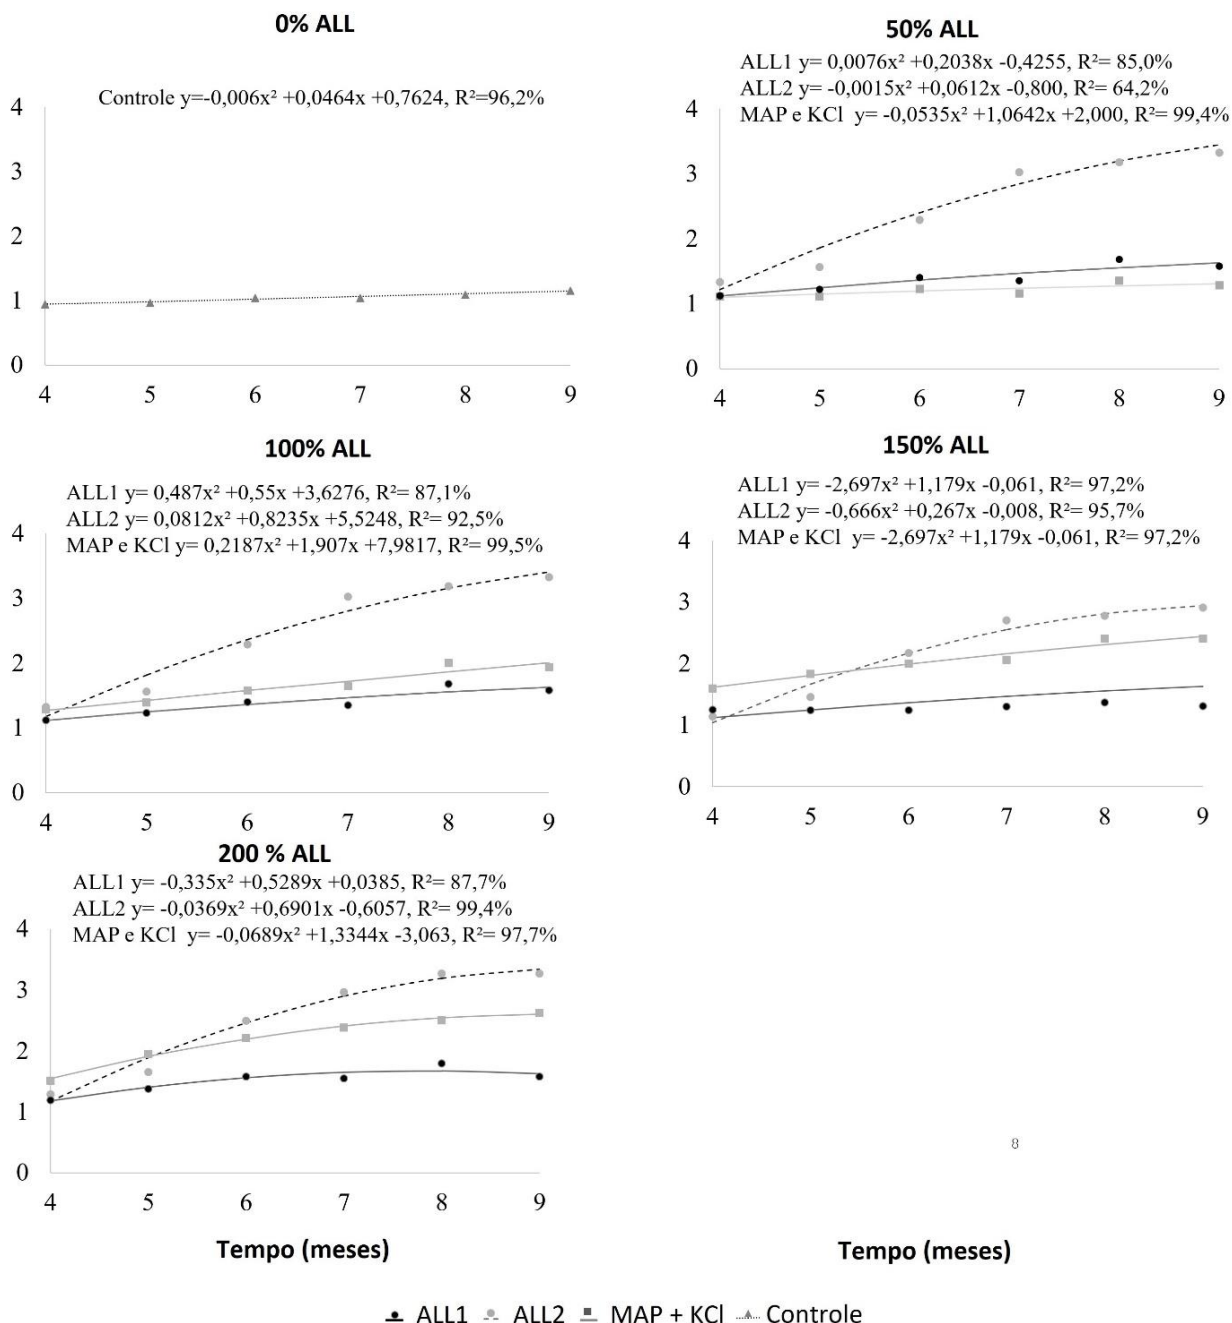 0% ALL
Controle y=-0,006x² +0,0464x +0,7624, R²=96,2%
4
3
2
1
0
4 5 6 7 8 9
50% ALL
ALL1 y= 0,0076x² +0,2038x -0,4255, R²= 85,0%
ALL2 y= -0,0015x² +0,0612x -0,800, R²= 64,2%
MAP e KCl y= -0,0535x² +1,0642x +2,000, R²= 99,4%
4
3
2
1
0
4 5 6 7 8 9
100% ALL
ALL1 y= 0,487x² +0,55x +3,6276, R²= 87,1%
ALL2 y= 0,0812x² +0,8235x +5,5248, R²= 92,5%
MAP e KCl y= 0,2187x² +1,907x +7,9817, R²= 99,5%
4
3
2
1
0
4 5 6 7 8 9
150% ALL
ALL1 y= -2,697x² +1,179x -0,061, R²= 97,2%
ALL2 y= -0,666x² +0,267x -0,008, R²= 95,7%
MAP e KCl y= -2,697x² +1,179x -0,061, R²= 97,2%
4
3
2
1
0
4 5 6 7 8 9
200 % ALL
ALL1 y= -0,335x² +0,5289x +0,0385, R²= 87,7%
ALL2 y= -0,0369x² +0,6901x -0,6057, R²= 99,4%
MAP e KCl y= -0,0689x² +1,3344x -3,063, R²= 97,7%
4
3
2
1
0
4 5 6 7 8 9
8
Tempo (meses)
Tempo (meses)
ALL1 ALL2 MAP + KCl Controle